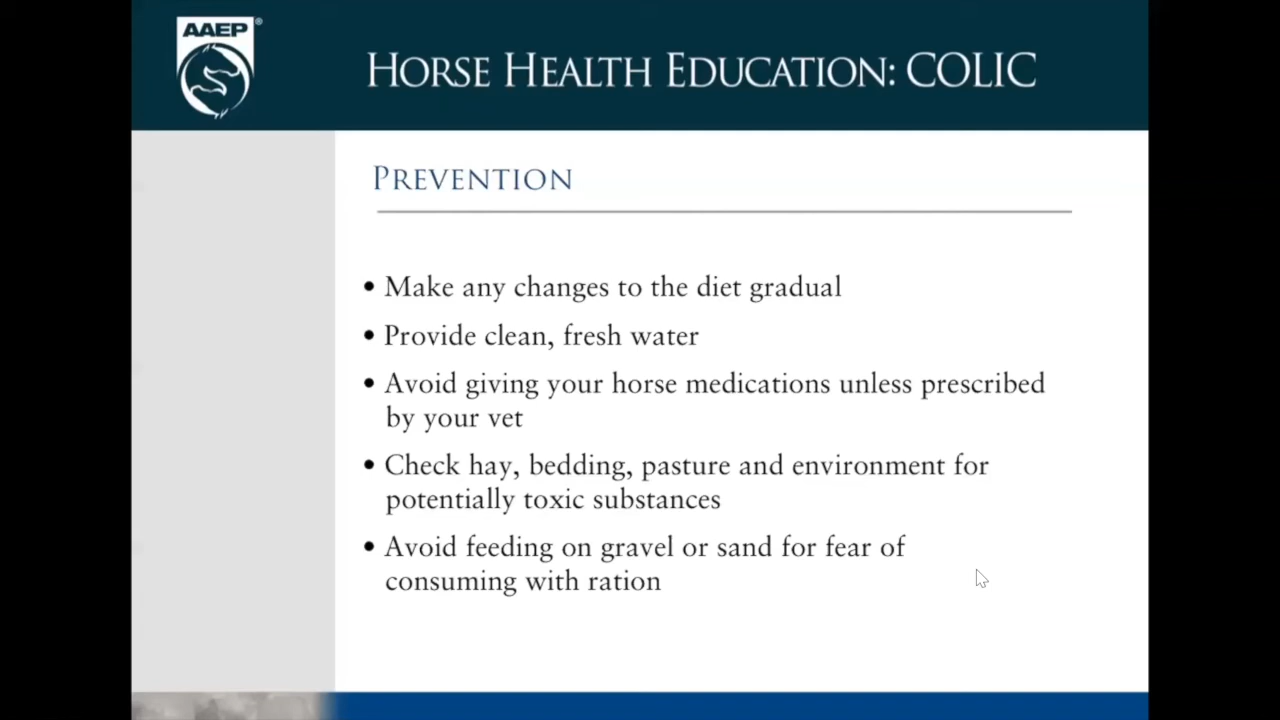 AAEP®
HORSE HEALTH EDUCATION: COLIC
PREVENTION
• Make any changes to the diet gradual
• Provide clean, fresh water
• Avoid giving your horse medications unless prescribed
by your vet
• Check hay, bedding, pasture and environment for
potentially toxic substances
• Avoid feeding on gravel or sand for fear of
consuming with ration